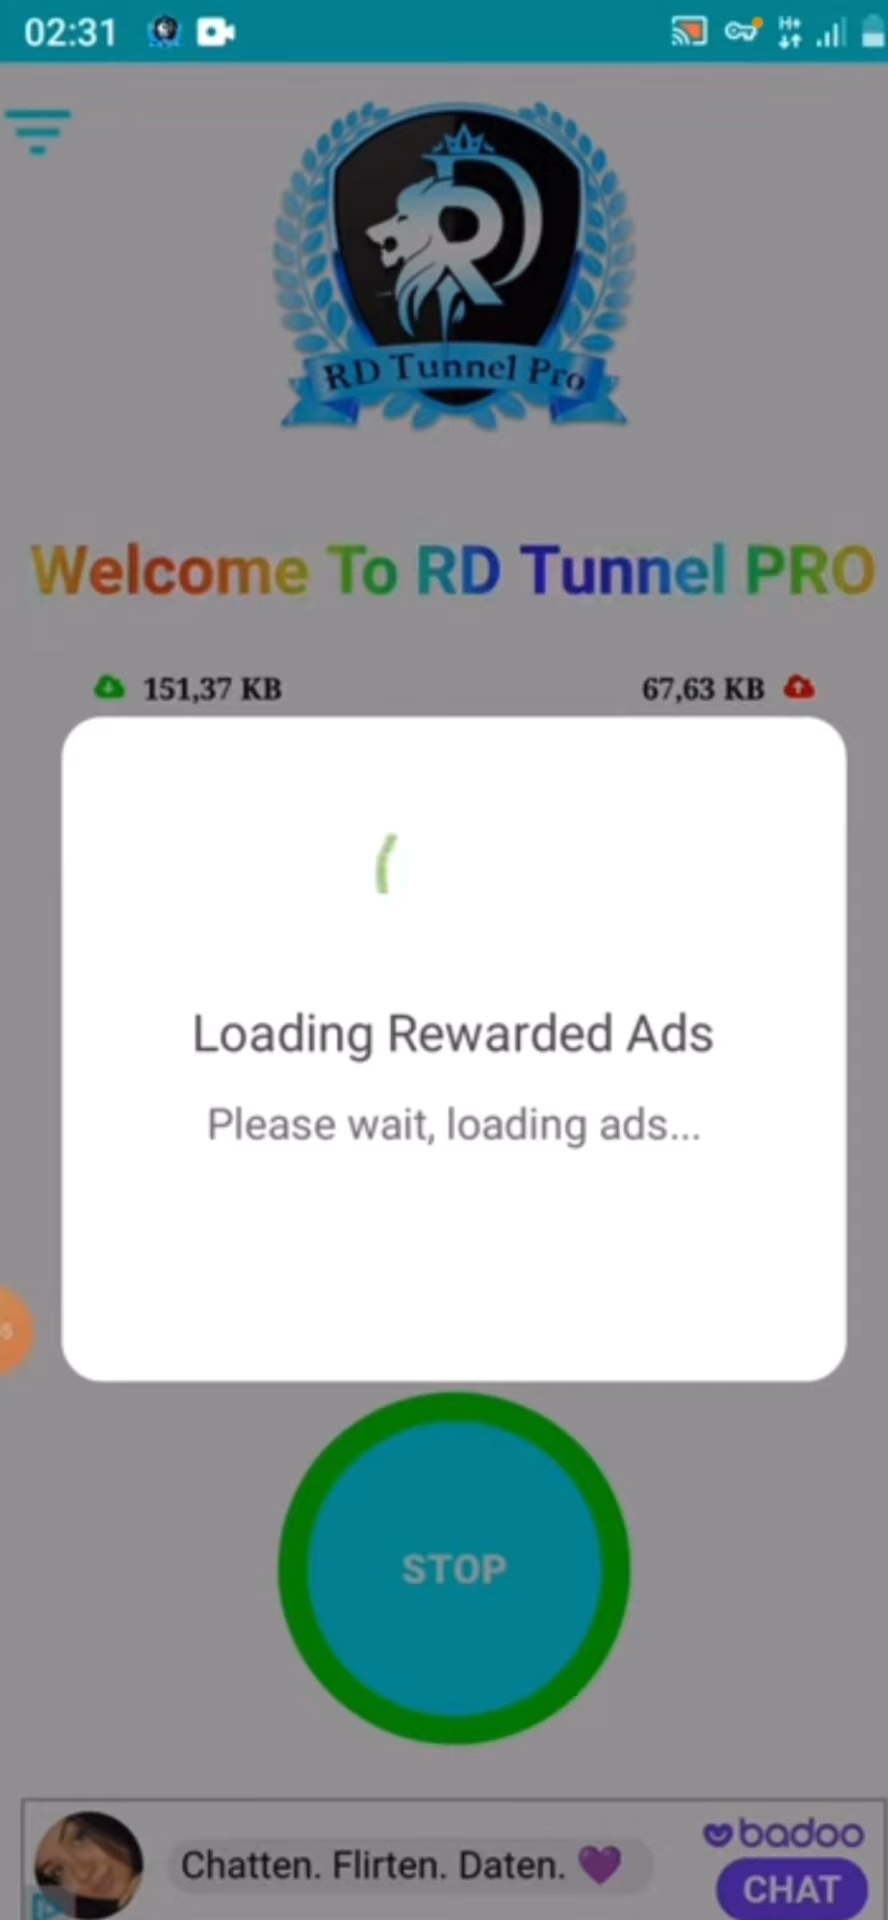 02:31
H+
RD Tunnel Pro
Welcome To RD Tunnel PRO
151,37 KB
67,63 KB
Loading Rewarded Ads
Please wait, loading ads...
STOP
Chatten. Flirten. Daten. 💜
badoo
CHAT